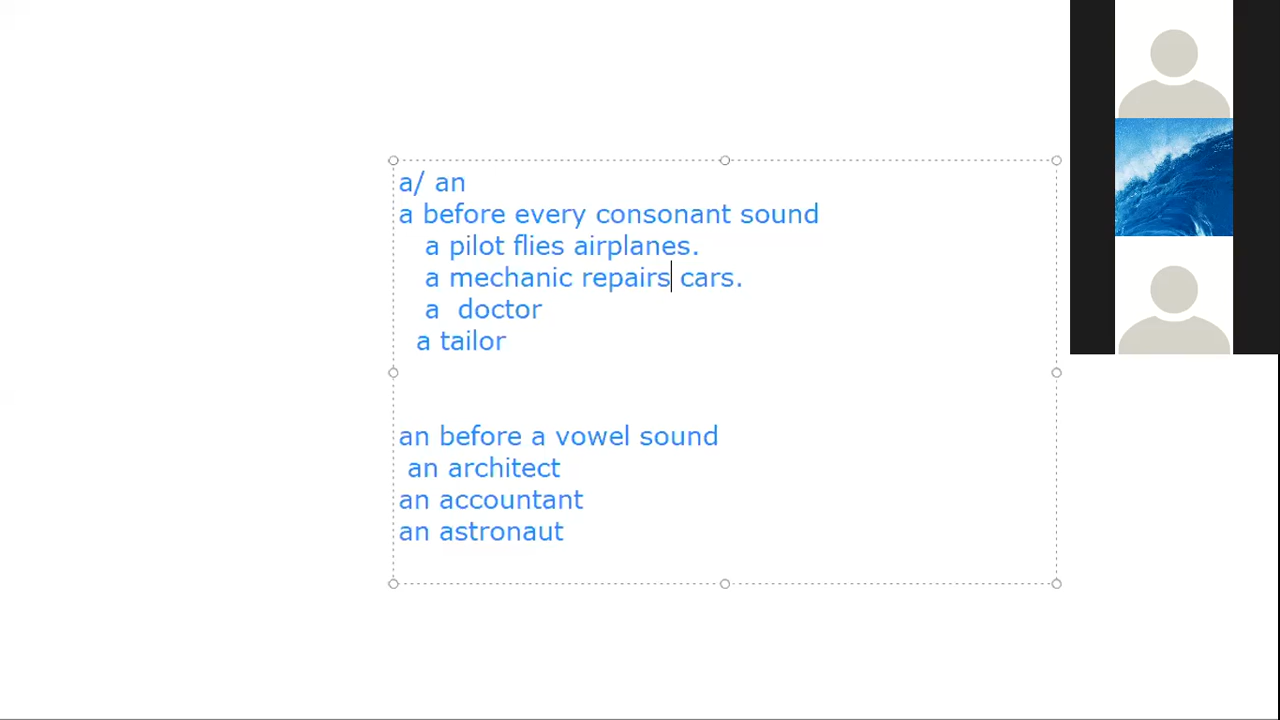 a/ an
a before every consonant sound
a pilot flies airplanes.
a mechanic repairs cars.
a  doctor
a tailor
an before a vowel sound
an architect
an accountant
an astronaut